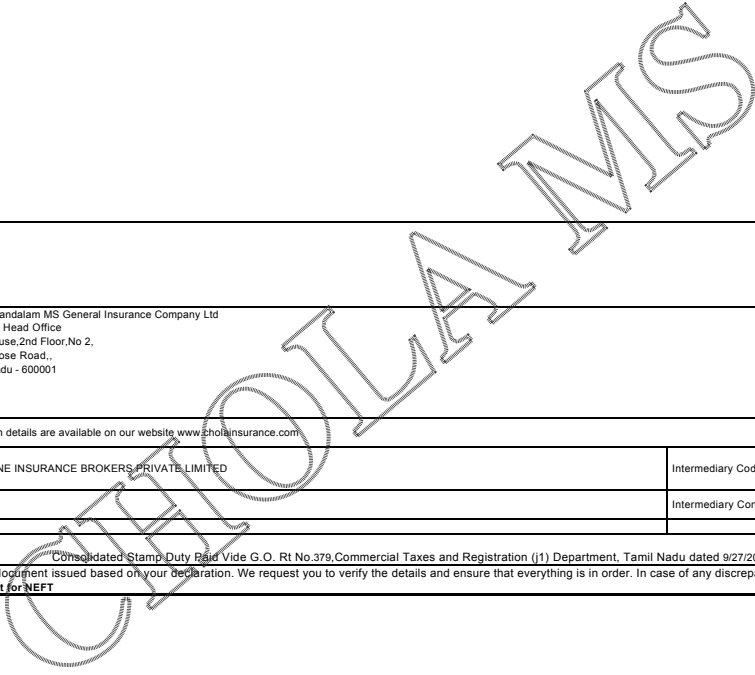 CHOLA MS
andalam MS General Insurance Company Ltd
Head Office
use,2nd Floor,No 2,
ose Road,,
du - 600001
n details are available on our website www.cholainsurance.com
NE INSURANCE BROKERS PRIVATE LIMITED
Intermediary Cod
Intermediary Con
Consolidated Stamp Duty Paid Vide G.O. Rt No.379,Commercial Taxes and Registration (j1) Department, Tamil Nadu dated 9/27/20
document issued based on your declaration. We request you to verify the details and ensure that everything is in order. In case of any discrepa
t for NEFT